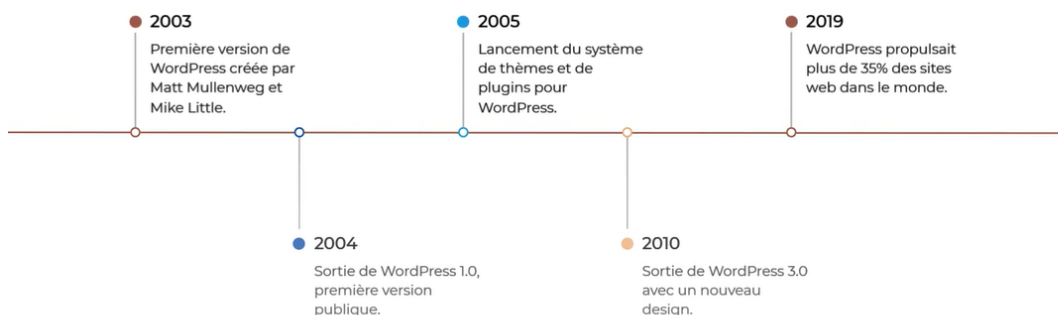 2003
Première version de
WordPress créée par
Matt Mullenweg et
Mike Little.
2005
Lancement du système
de thèmes et de
plugins pour
WordPress.
2019
WordPress propulsait
plus de 35% des sites
web dans le monde.
2004
Sortie de WordPress 1.0,
première version
publique.
2010
Sortie de WordPress 3.0
avec un nouveau
design.